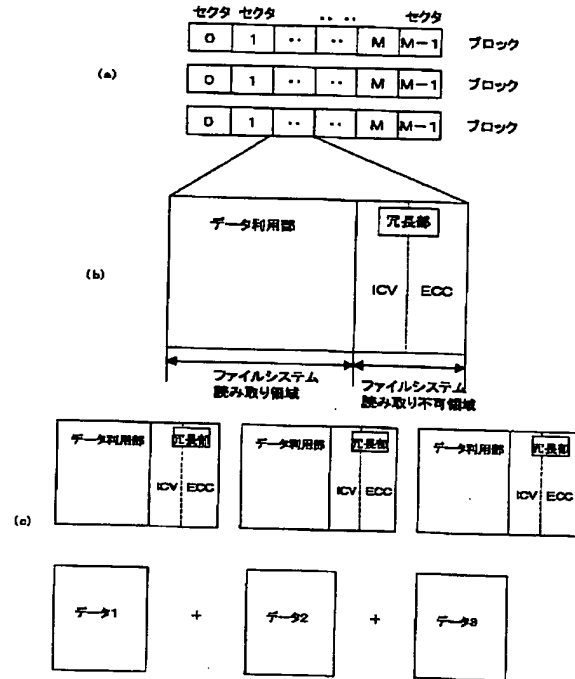 セクタ セクタ ‥ ‥ セクタ
0 1 ‥ ‥ M M-1 ブロック
(a) 0 1 ‥ ‥ M M-1 ブロック
0 1 ‥ ‥ M M-1 ブロック
データ利用部 冗長部
(b) ICV ECC
ファイルシステム ファイルシステム
読み取り領域 読み取り不可領域
データ利用部 冗長部 データ利用部 冗長部 データ利用部 冗長部
(c) ICV ECC ICV ECC ICV ECC
データ1 + データ2 + データ3